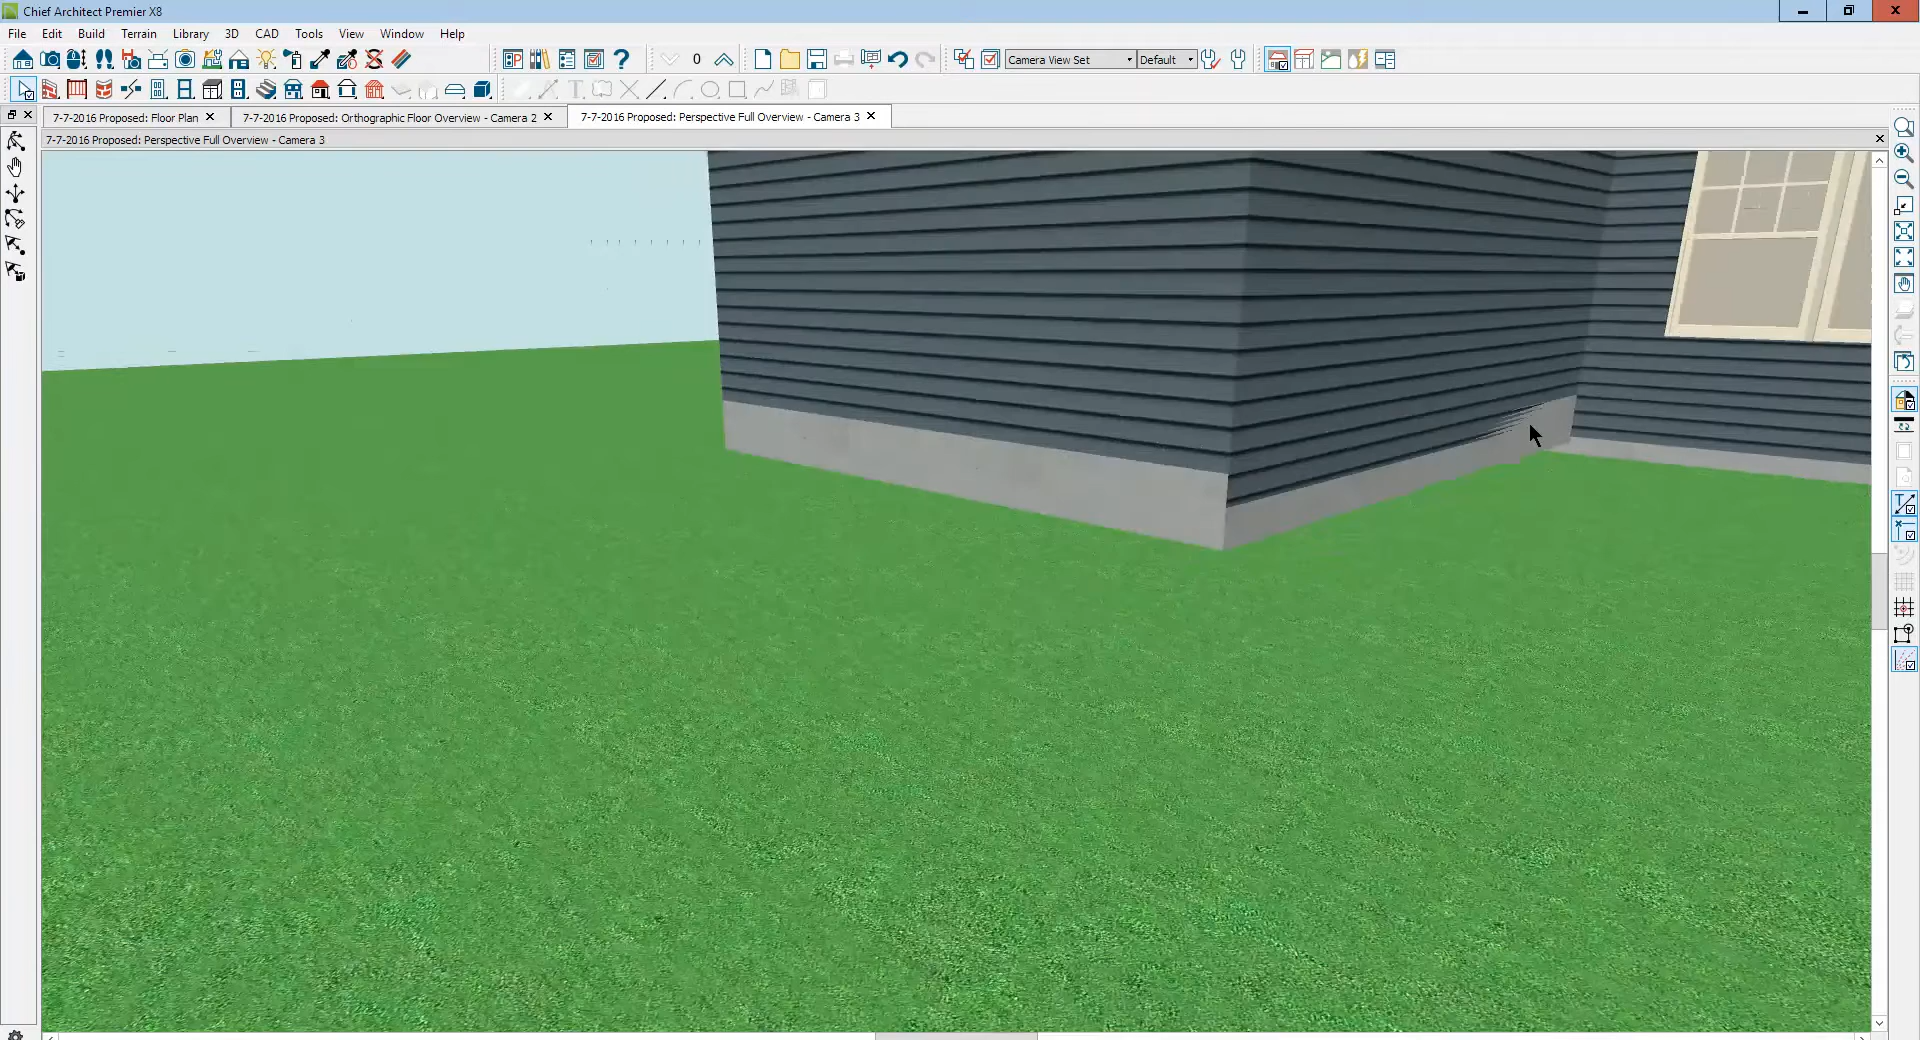 Chief Architect Premier X8
File Edit Build Terrain Library 3D CAD Tools View Window Help
0 Camera View Set Default
7-7-2016 Proposed: Floor Plan 7-7-2016 Proposed: Orthographic Floor Overview - Camera 2 7-7-2016 Proposed: Perspective Full Overview - Camera 3
7-7-2016 Proposed: Perspective Full Overview - Camera 3